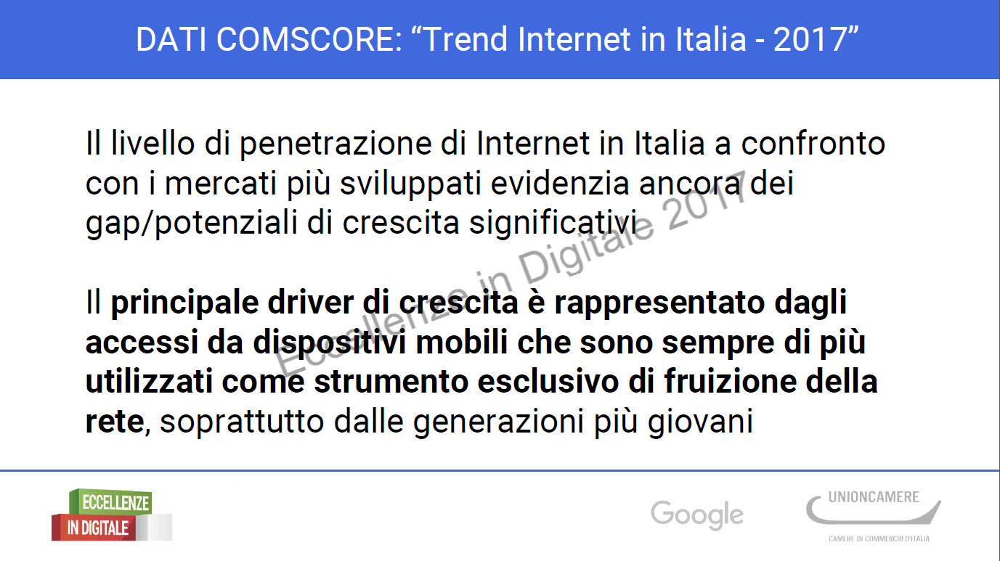 DATI COMSCORE: “Trend Internet in Italia - 2017”
Il livello di penetrazione di Internet in Italia a confronto
con i mercati più sviluppati evidenzia ancora dei
gap/potenziali di crescita significativi
Il principale driver di crescita è rappresentato dagli
accessi da dispositivi mobili che sono sempre di più
utilizzati come strumento esclusivo di fruizione della
rete, soprattutto dalle generazioni più giovani
Eccellenze in Digitale 2017
ECCELLENZE
IN DIGITALE
Google
UNIONCAMERE
CAMERE DI COMMERCIO D'ITALIA